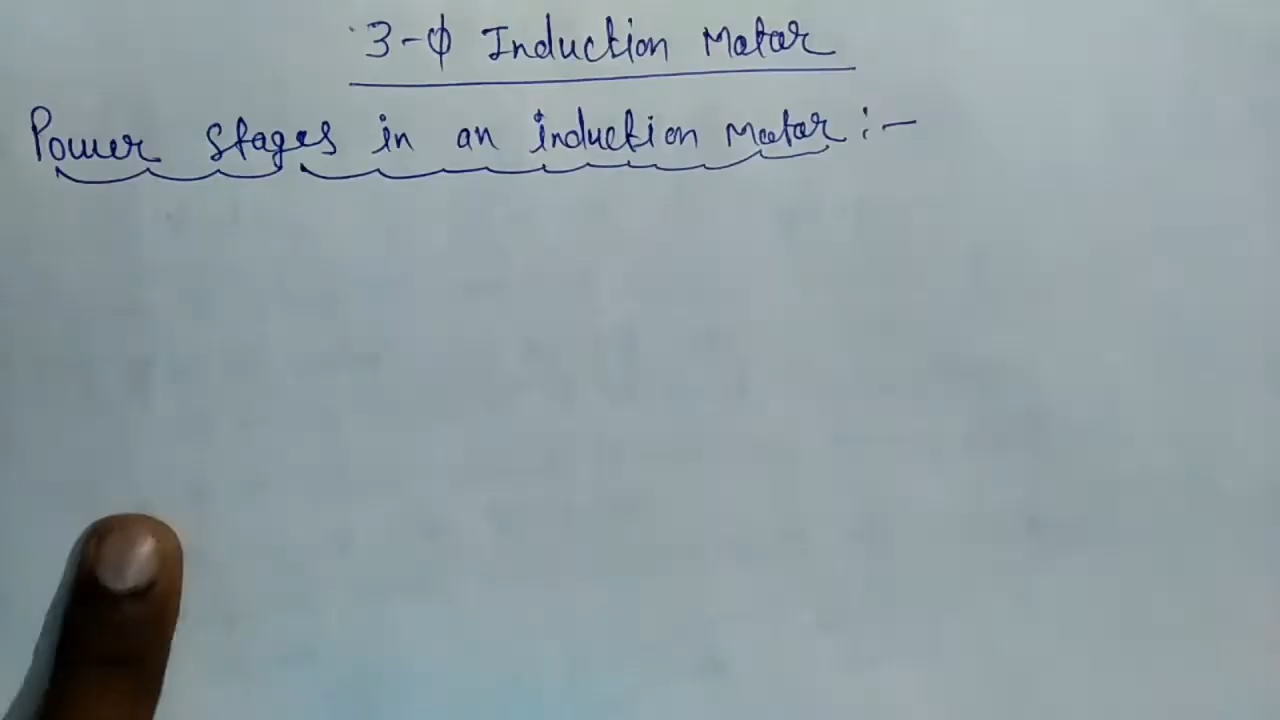 3-ф Induction Motor
Power stages in an induction Motor :-